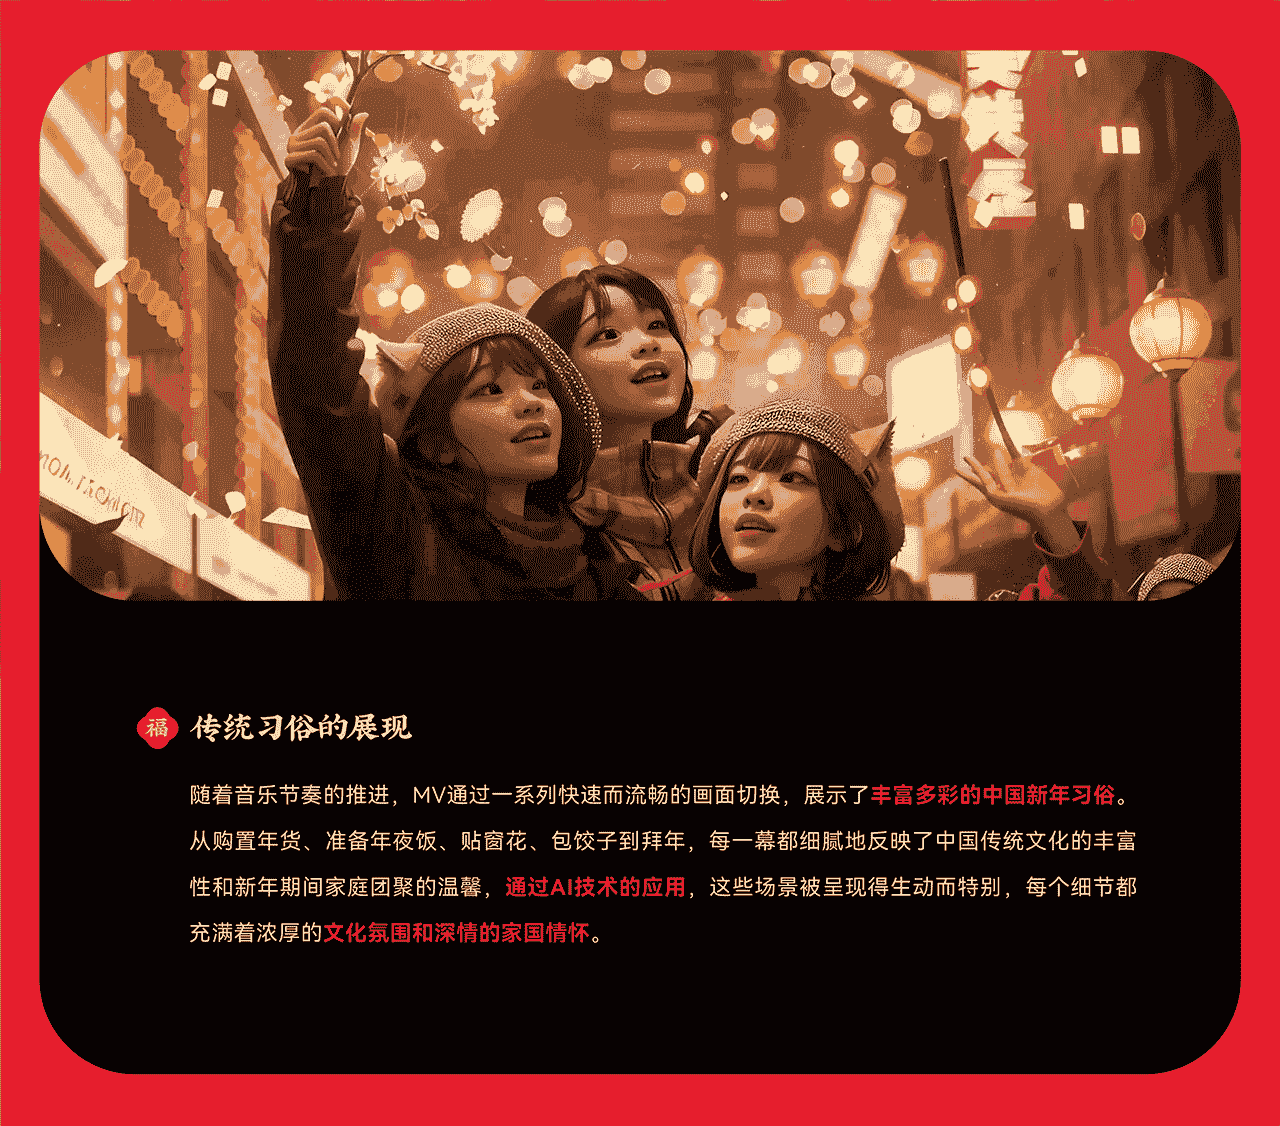 福 传统习俗的展现
随着音乐节奏的推进，MV通过一系列快速而流畅的画面切换，展示了丰富多彩的中国新年习俗。
从购置年货、准备年夜饭、贴窗花、包饺子到拜年，每一幕都细腻地反映了中国传统文化的丰富
性和新年期间家庭团聚的温馨，通过AI技术的应用，这些场景被呈现得生动而特别，每个细节都
充满着浓厚的文化氛围和深情的家国情怀。